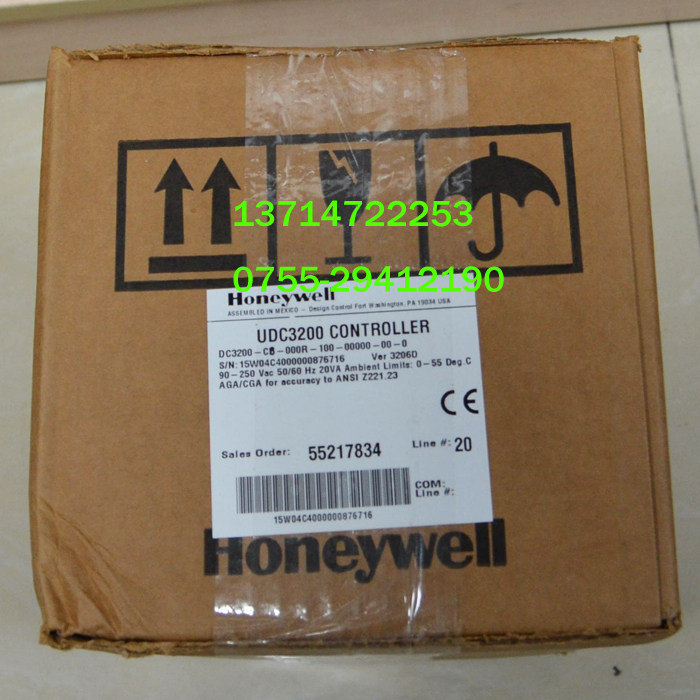 13714722253
0755-29412190
Honeywell
ASSEMBLED IN MEXICO - Design Control Fort Washington, PA 19034 USA
UDC3200 CONTROLLER
-000R-100-00000-00-0
S/N: 15W04C4000000876716 Ver 3206D
90-250 Vac 50/60 Hz 20VA Ambient Limits: 0-55 Deg.C
AGA/CGA for accuracy to ANSI Z221.23
CE
Sales Order: 55217834 Line #: 20
COM:
Line #:
15W04C4000000876716
Honeywell